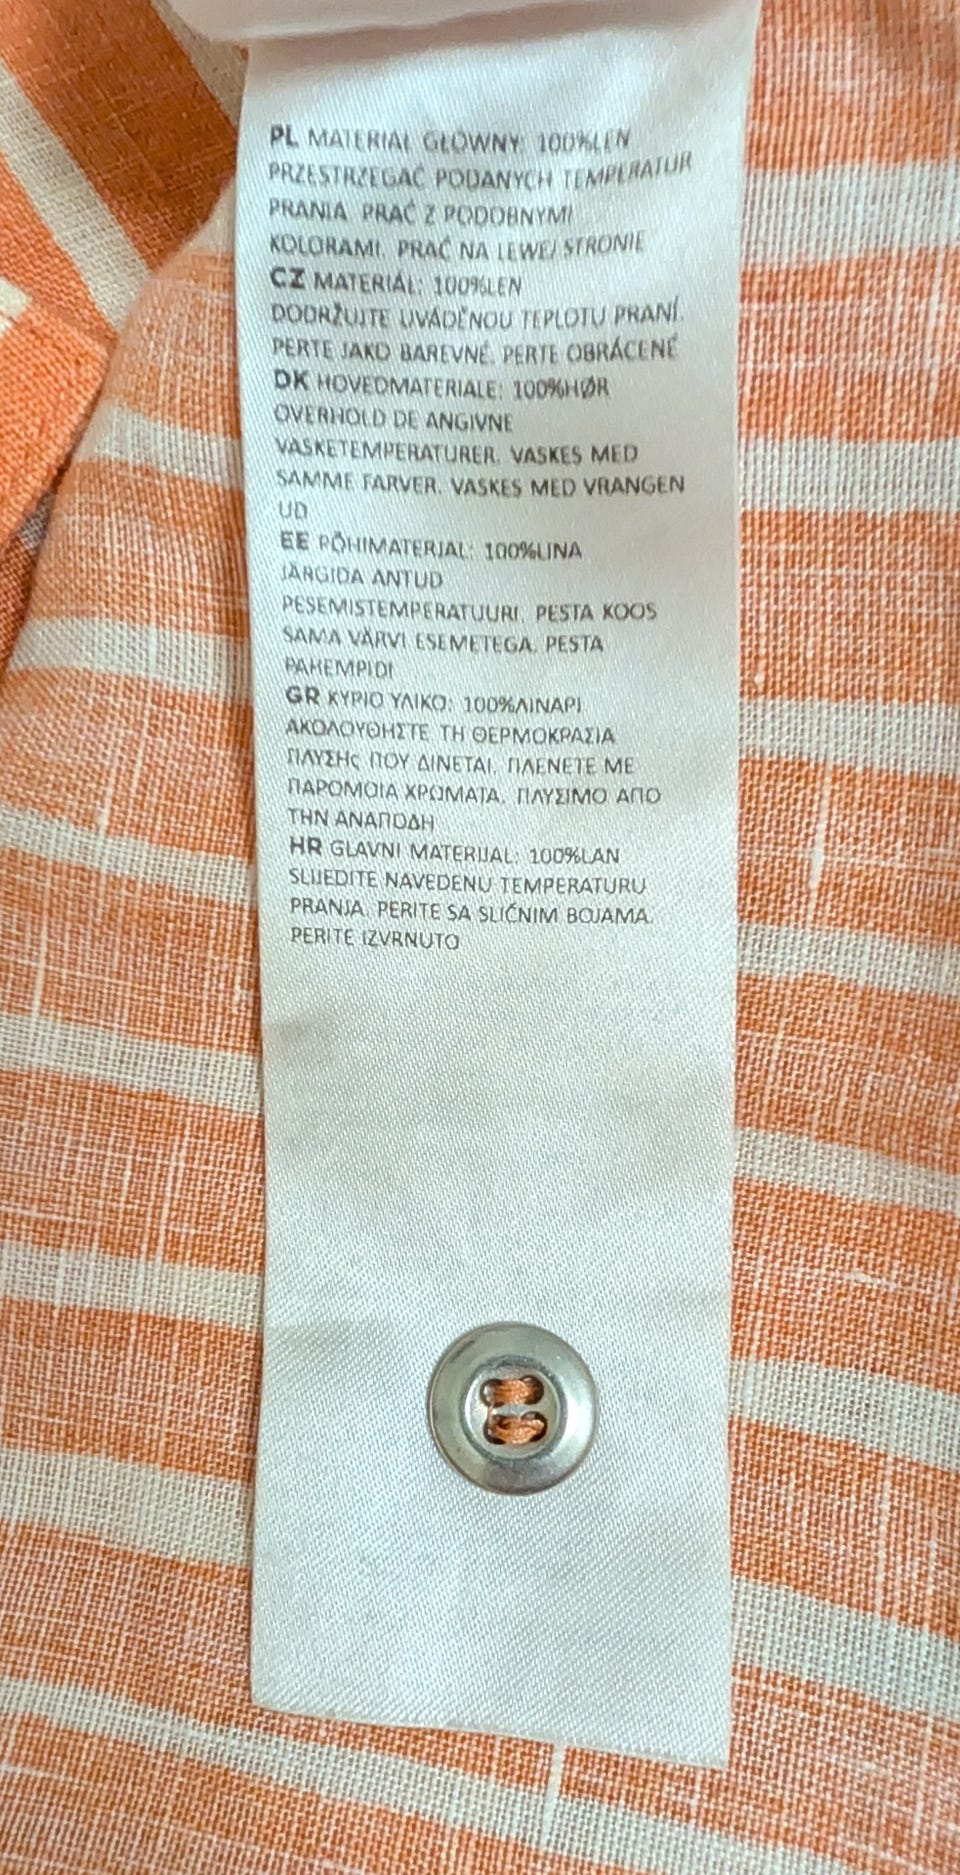 PL MATERIAŁ GŁÓWNY: 100%LEN
PRZESTRZEGAĆ PODANYCH TEMPERATUR
PRANIA. PRAĆ Z PODOBNYMI
KOLORAMI. PRAĆ NA LEWEJ STRONIE
CZ MATERIÁL: 100%LEN
DODRŽUJTE UVÁDĚNOU TEPLOTU PRANÍ.
PERTE JAKO BAREVNÉ. PERTE OBRÁCENĚ
DK HOVEDMATERIALE: 100%HØR
OVERHOLD DE ANGIVNE
VASKETEMPERATURER. VASKES MED
SAMME FARVER. VASKES MED VRANGEN
UD
EE PÕHIMATERJAL: 100%LINA
JÄRGIDA ANTUD
PESEMISTEMPERATUURI. PESTA KOOS
SAMA VÄRVI ESEMETEGA. PESTA
PAHEMPIDI
GR ΚΥΡΙΟ ΥΛΙΚΟ: 100%ΛΙΝΑΡΙ
ΑΚΟΛΟΥΘΗΣΤΕ ΤΗ ΘΕΡΜΟΚΡΑΣΙΑ
ΠΛΥΣΗς ΠΟΥ ΔΙΝΕΤΑΙ. ΠΛΕΝΕΤΕ ΜΕ
ΠΑΡΟΜΟΙΑ ΧΡΩΜΑΤΑ. ΠΛΥΣΙΜΟ ΑΠΟ
ΤΗΝ ΑΝΑΠΟΔΗ
HR GLAVNI MATERIJAL: 100%LAN
SLIJEDITE NAVEDENU TEMPERATURU
PRANJA. PERITE SA SLIČNIM BOJAMA.
PERITE IZVRNUTO